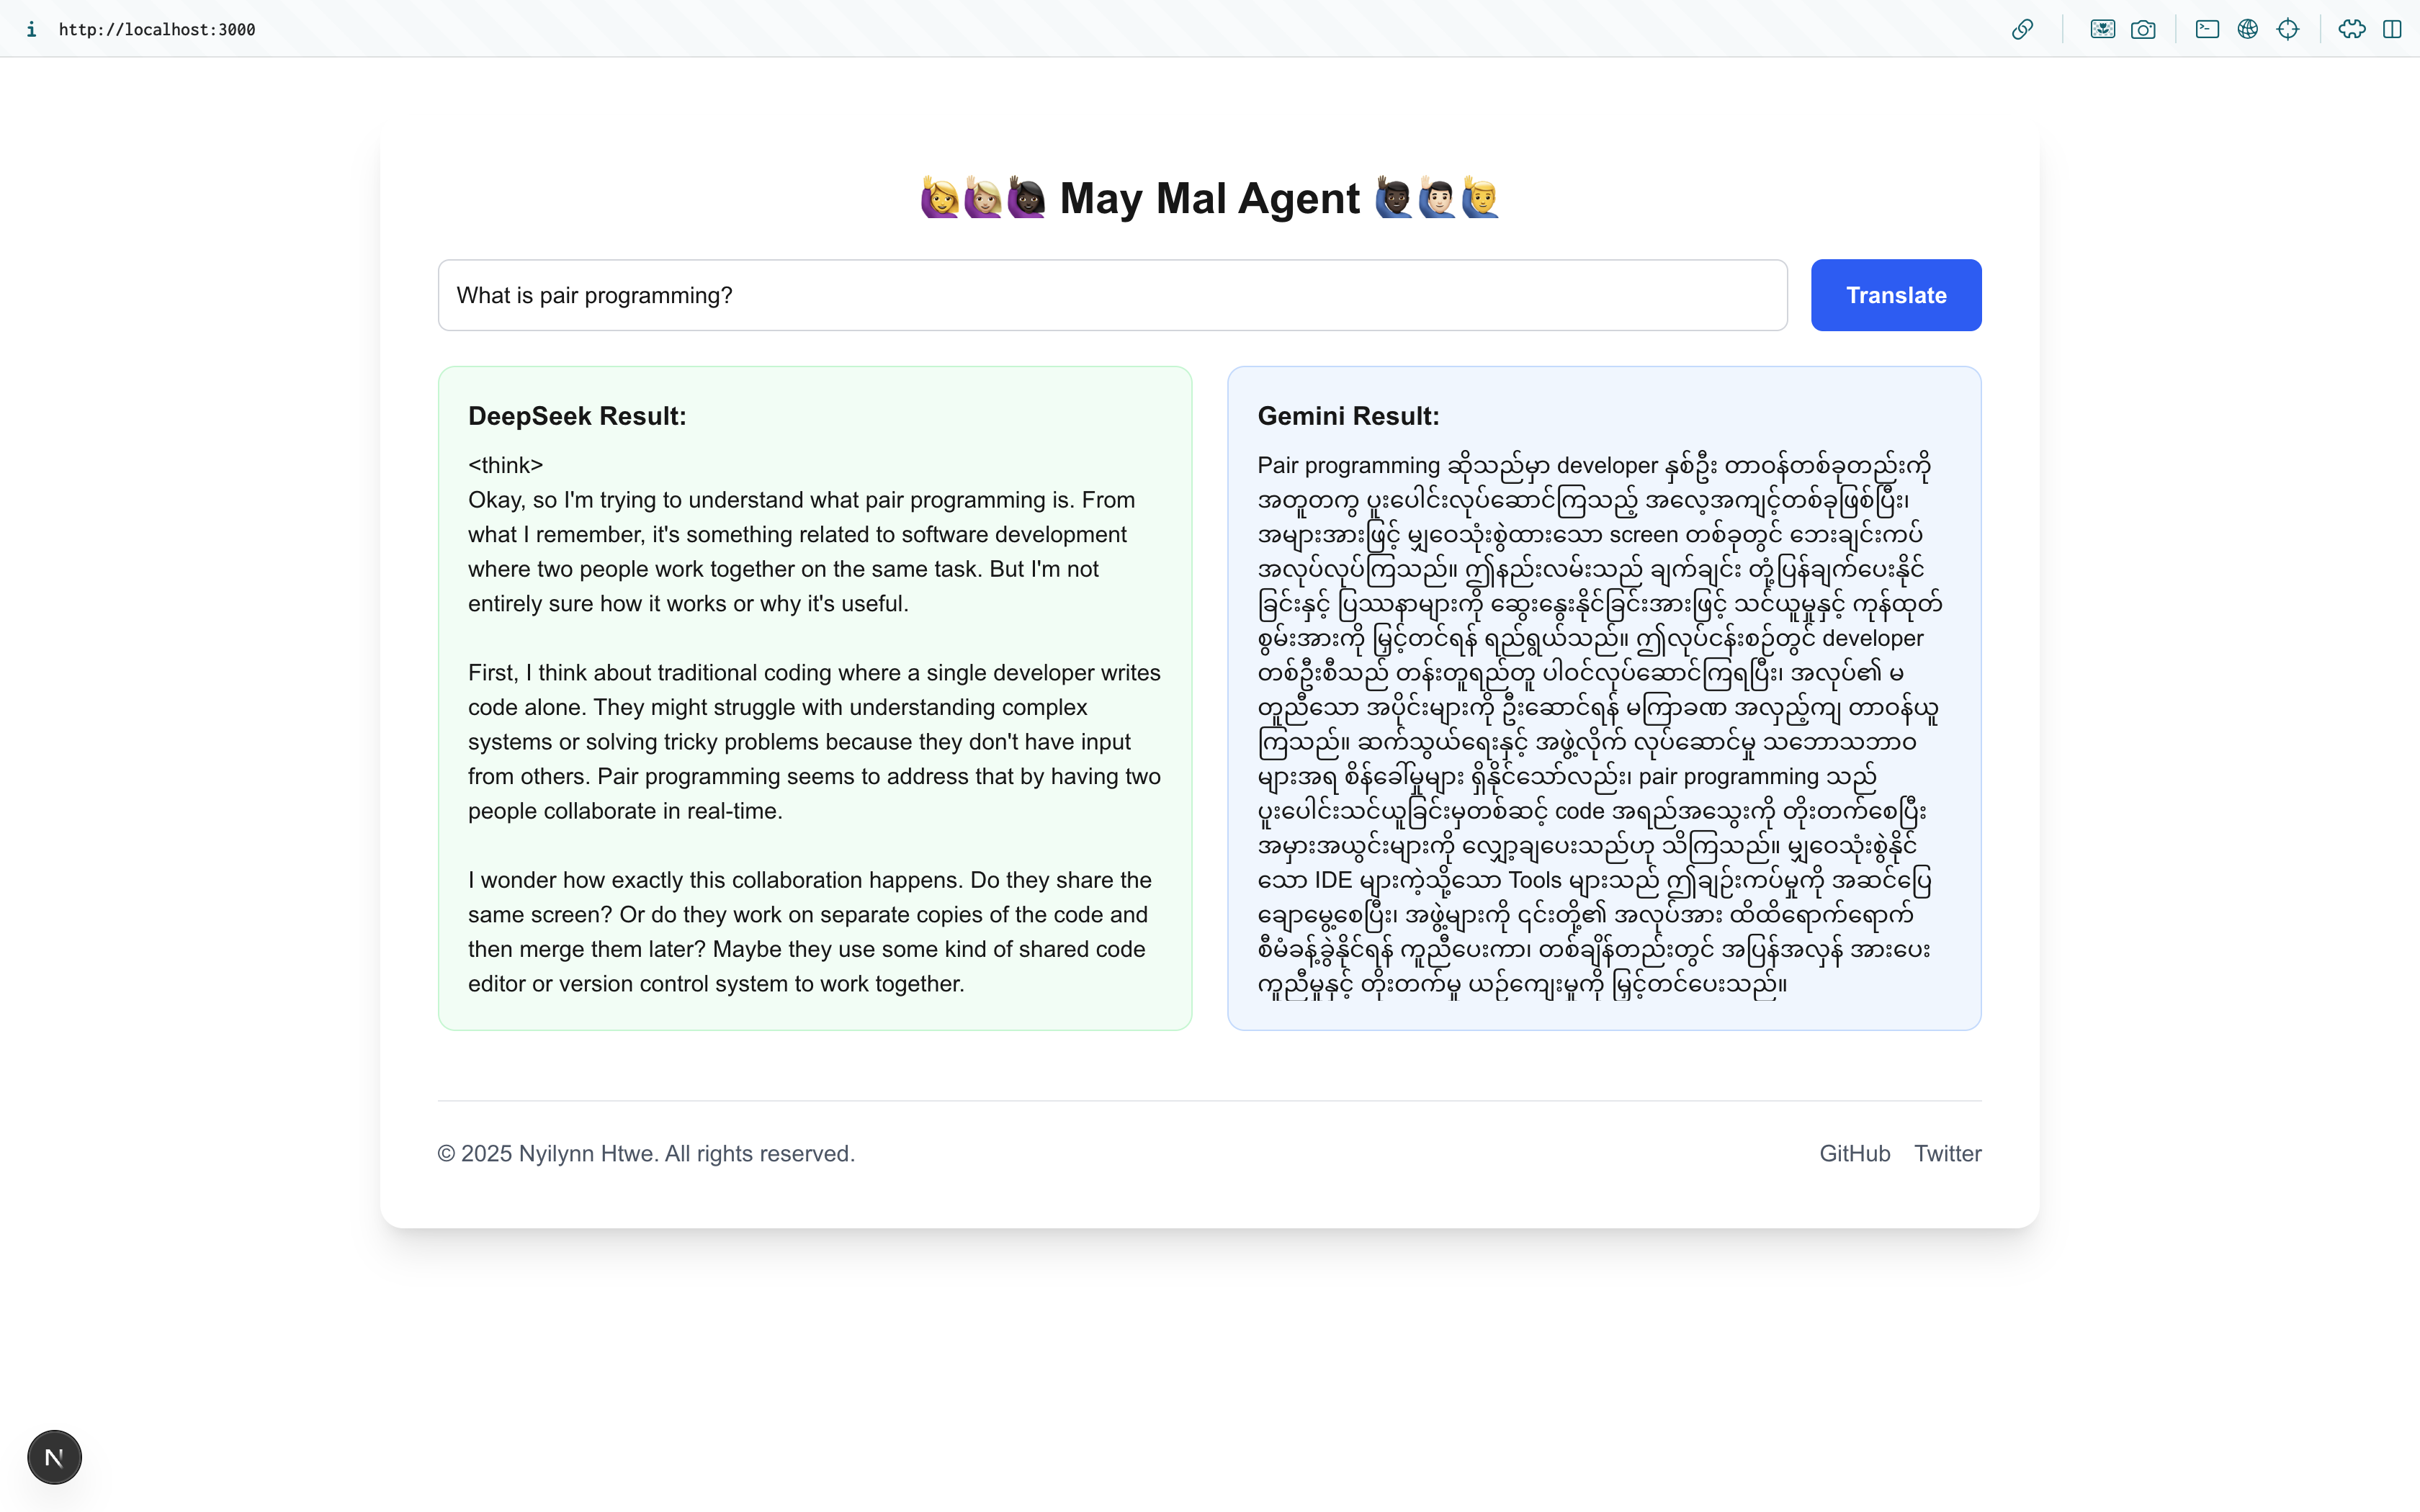 i http://localhost:3000
🙋‍♀️🙋🏼‍♀️🙋🏿‍♀️ May Mal Agent 🙋🏿‍♂️🙋🏻‍♂️🙋‍♂️
What is pair programming?
Translate
DeepSeek Result:
<think>
Okay, so I'm trying to understand what pair programming is. From
what I remember, it's something related to software development
where two people work together on the same task. But I'm not
entirely sure how it works or why it's useful.
First, I think about traditional coding where a single developer writes
code alone. They might struggle with understanding complex
systems or solving tricky problems because they don't have input
from others. Pair programming seems to address that by having two
people collaborate in real-time.
I wonder how exactly this collaboration happens. Do they share the
same screen? Or do they work on separate copies of the code and
then merge them later? Maybe they use some kind of shared code
editor or version control system to work together.
Gemini Result:
Pair programming ဆိုသည်မှာ developer နှစ်ဦး တာဝန်တစ်ခုတည်းကို
အတူတကွ ပူးပေါင်းလုပ်ဆောင်ကြသည့် အလေ့အကျင့်တစ်ခုဖြစ်ပြီး၊
အများအားဖြင့် မျှဝေသုံးစွဲထားသော screen တစ်ခုတွင် ဘေးချင်းကပ်
အလုပ်လုပ်ကြသည်။ ဤနည်းလမ်းသည် ချက်ချင်း တုံ့ပြန်ချက်ပေးနိုင်
ခြင်းနှင့် ပြဿနာများကို ဆွေးနွေးနိုင်ခြင်းအားဖြင့် သင်ယူမှုနှင့် ကုန်ထုတ်
စွမ်းအားကို မြှင့်တင်ရန် ရည်ရွယ်သည်။ ဤလုပ်ငန်းစဉ်တွင် developer
တစ်ဦးစီသည် တန်းတူရည်တူ ပါဝင်လုပ်ဆောင်ကြရပြီး၊ အလုပ်၏ မ
တူညီသော အပိုင်းများကို ဦးဆောင်ရန် မကြာခဏ အလှည့်ကျ တာဝန်ယူ
ကြသည်။ ဆက်သွယ်ရေးနှင့် အဖွဲ့လိုက် လုပ်ဆောင်မှု သဘောသဘာဝ
များအရ စိန်ခေါ်မှုများ ရှိနိုင်သော်လည်း၊ pair programming သည်
ပူးပေါင်းသင်ယူခြင်းမှတစ်ဆင့် code အရည်အသွေးကို တိုးတက်စေပြီး
အမှားအယွင်းများကို လျှော့ချပေးသည်ဟု သိကြသည်။ မျှဝေသုံးစွဲနိုင်
သော IDE များကဲ့သို့သော Tools များသည် ဤချဉ်းကပ်မှုကို အဆင်ပြေ
ချောမွေ့စေပြီး၊ အဖွဲ့များကို ၎င်းတို့၏ အလုပ်အား ထိထိရောက်ရောက်
စီမံခန့်ခွဲနိုင်ရန် ကူညီပေးကာ၊ တစ်ချိန်တည်းတွင် အပြန်အလှန် အားပေး
ကူညီမှုနှင့် တိုးတက်မှု ယဉ်ကျေးမှုကို မြှင့်တင်ပေးသည်။
© 2025 Nyilynn Htwe. All rights reserved.
GitHub Twitter
N